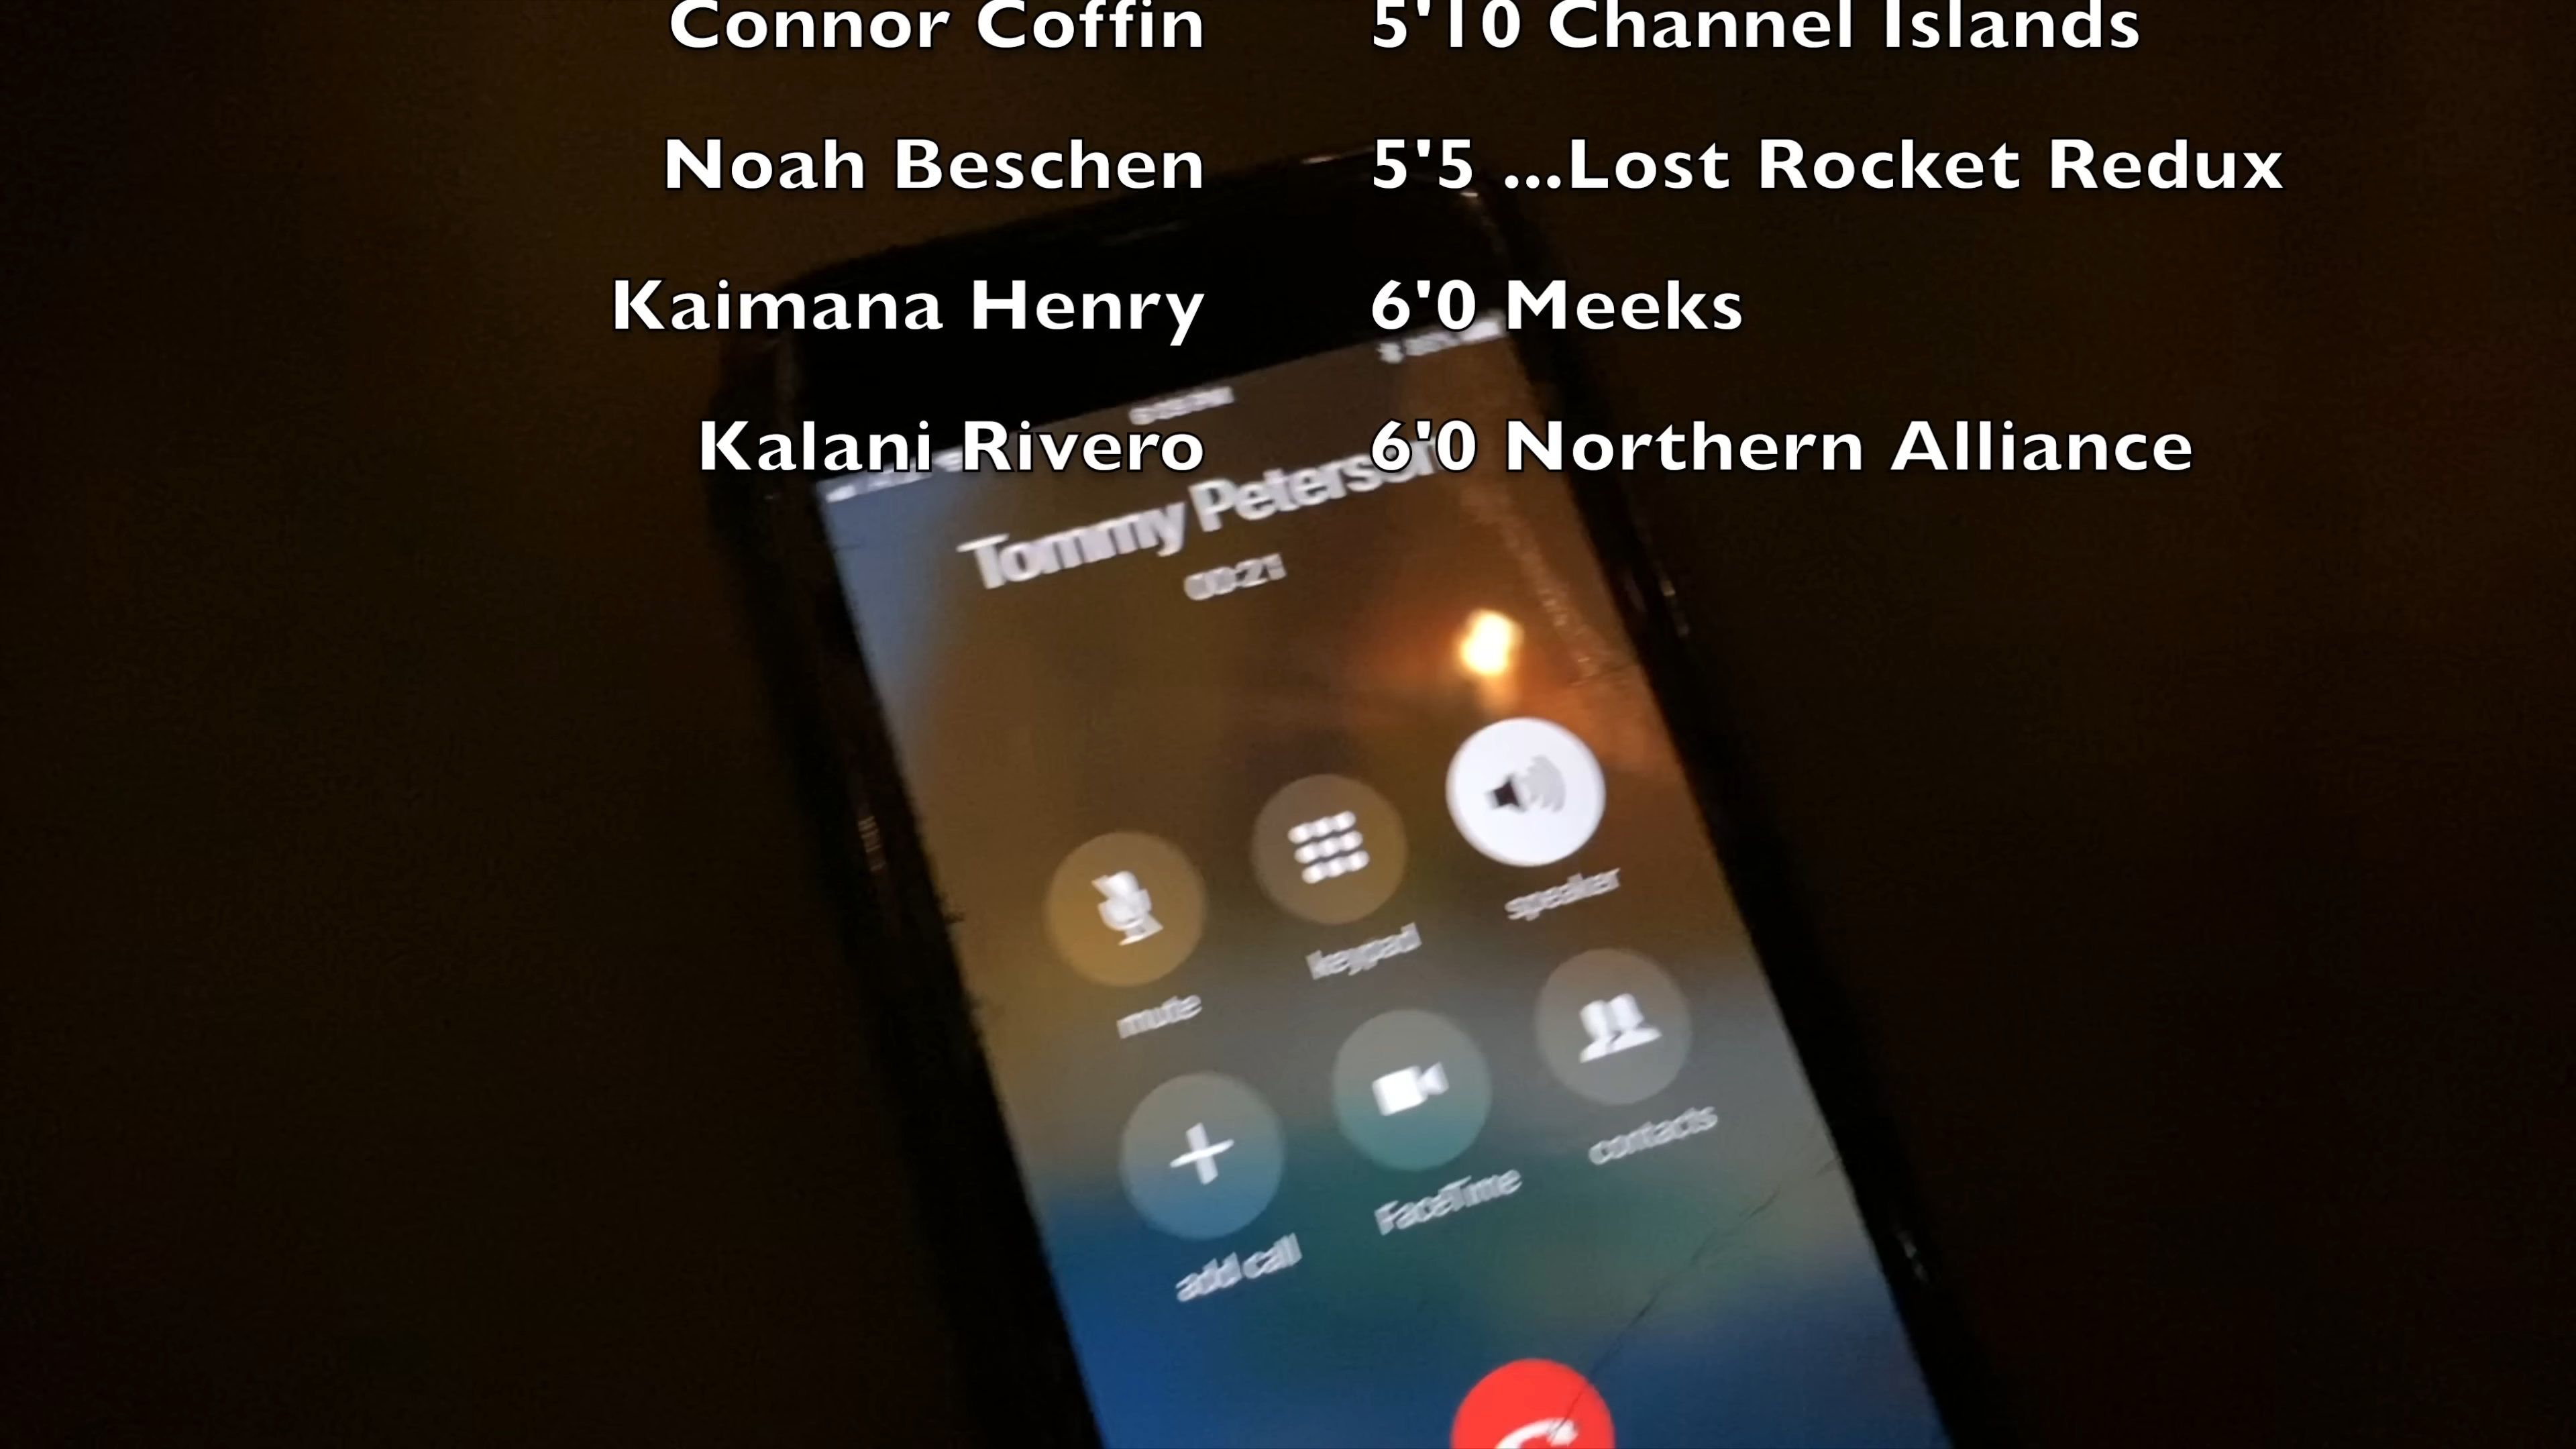 Connor Coffin 5'10 Channel Islands
Noah Beschen 5'5 ...Lost Rocket Redux
Kaimana Henry 6'0 Meeks
Kalani Rivero 6'0 Northern Alliance
Tommy Peterson
00:21
mute keypad speaker
add call FaceTime contacts